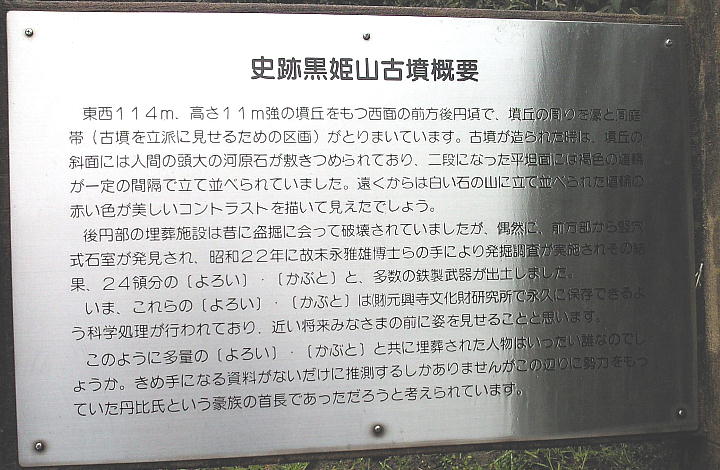 史跡黒姫山古墳概要
東西１１４ｍ、高さ１１ｍ強の墳丘をもつ西面の前方後円墳で、墳丘の周りを濠と周庭
帯（古墳を立派に見せるための区画）がとりまいています。古墳が造られた時は、墳丘の
斜面には人間の頭大の河原石が敷きつめられており、二段になった平坦面には褐色の埴輪
が一定の間隔で立て並べられていました。遠くからは白い石の山に立て並べられた埴輪の
赤い色が美しいコントラストを描いて見えたでしょう。
後円部の埋葬施設は昔に盗掘に会って破壊されていましたが、偶然に、前方部から竪穴
式石室が発見され、昭和２２年に故末永雅雄博士らの手により発掘調査が実施されその結
果、２４領分の〔よろい〕・〔かぶと〕と、多数の鉄製武器が出土しました。
いま、これらの〔よろい〕・〔かぶと〕は㈶元興寺文化財研究所で永久に保存できるよ
う科学処理が行われており、近い将来みなさまの前に姿を見せることと思います。
このように多量の〔よろい〕・〔かぶと〕と共に埋葬された人物はいったい誰なのでし
ょうか。きめ手になる資料がないだけに推測するしかありませんがこの辺りに勢力をもっ
ていた丹比氏という豪族の首長であっただろうと考えられています。